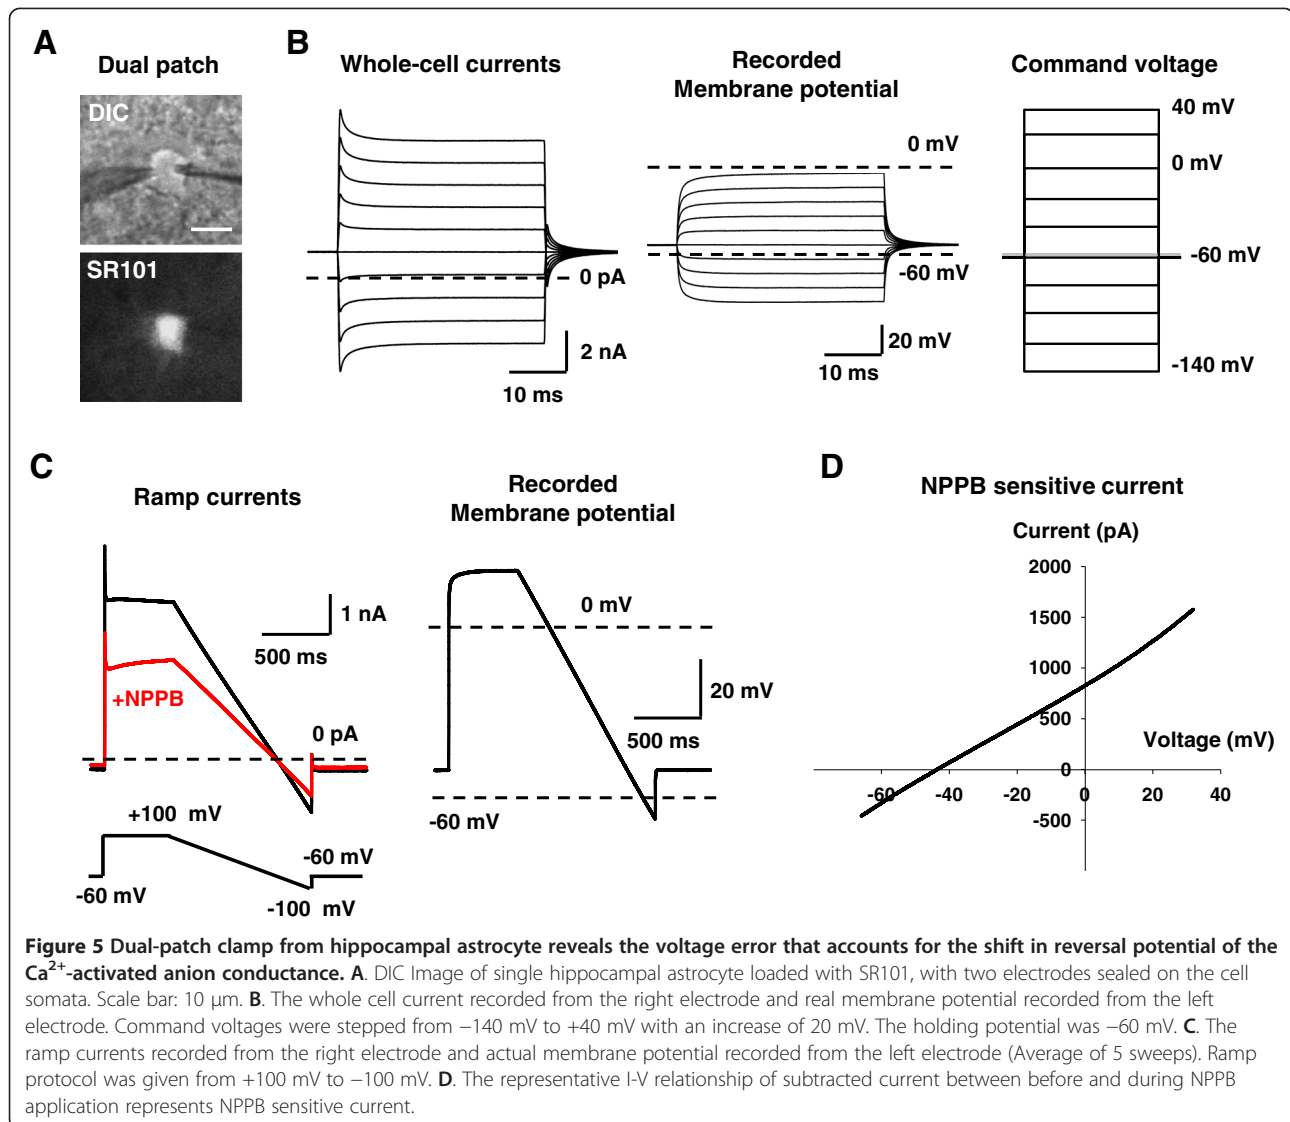 A
Dual patch
DIC
SR101
B
Whole-cell currents
0 pA
2 nA
10 ms
Recorded
Membrane potential
0 mV
-60 mV
20 mV
10 ms
Command voltage
40 mV
0 mV
-60 mV
-140 mV
C
Ramp currents
1 nA
500 ms
+NPPB
0 pA
+100 mV
-60 mV
-60 mV
-100 mV
Recorded
Membrane potential
0 mV
20 mV
500 ms
-60 mV
D
NPPB sensitive current
Current (pA)
2000
1500
1000
500
0
-500
Voltage (mV)
-60 -40 -20 0 20 40
Figure 5 Dual-patch clamp from hippocampal astrocyte reveals the voltage error that accounts for the shift in reversal potential of the
Ca²⁺-activated anion conductance. A. DIC Image of single hippocampal astrocyte loaded with SR101, with two electrodes sealed on the cell
somata. Scale bar: 10 μm. B. The whole cell current recorded from the right electrode and real membrane potential recorded from the left
electrode. Command voltages were stepped from −140 mV to +40 mV with an increase of 20 mV. The holding potential was −60 mV. C. The
ramp currents recorded from the right electrode and actual membrane potential recorded from the left electrode (Average of 5 sweeps). Ramp
protocol was given from +100 mV to −100 mV. D. The representative I-V relationship of subtracted current between before and during NPPB
application represents NPPB sensitive current.